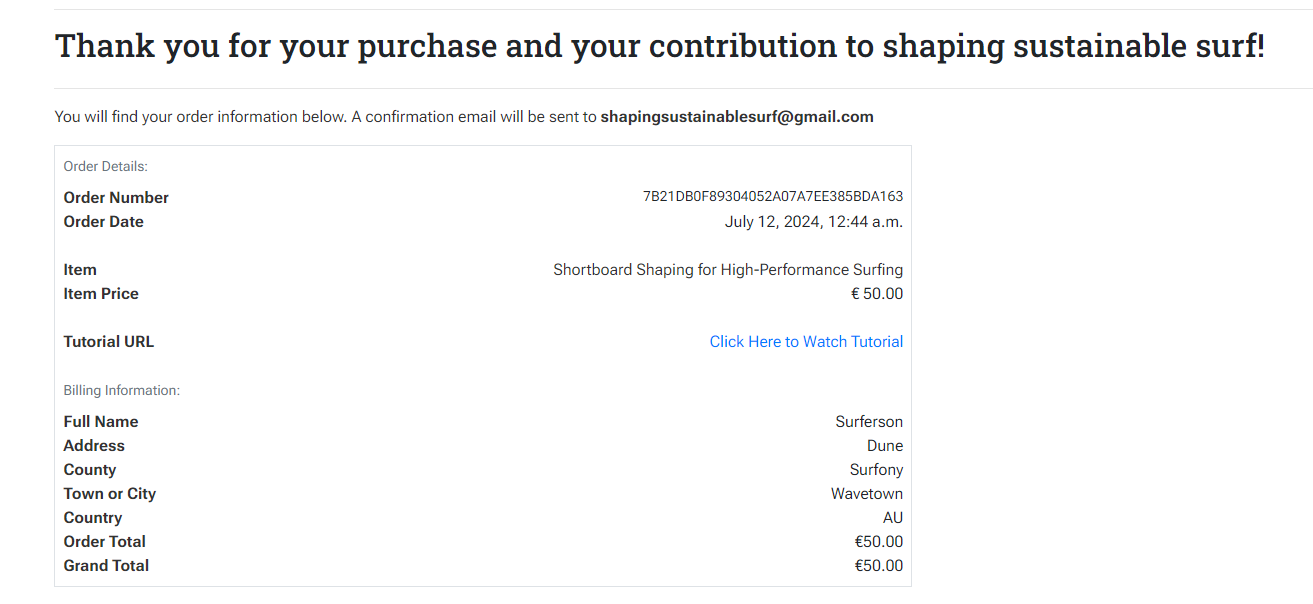 Thank you for your purchase and your contribution to shaping sustainable surf!
You will find your order information below. A confirmation email will be sent to shapingsustainablesurf@gmail.com
Order Details:
Order Number 7B21DB0F89304052A07A7EE385BDA163
Order Date July 12, 2024, 12:44 a.m.
Item Shortboard Shaping for High-Performance Surfing
Item Price € 50.00
Tutorial URL Click Here to Watch Tutorial
Billing Information:
Full Name Surferson
Address Dune
County Surfony
Town or City Wavetown
Country AU
Order Total €50.00
Grand Total €50.00